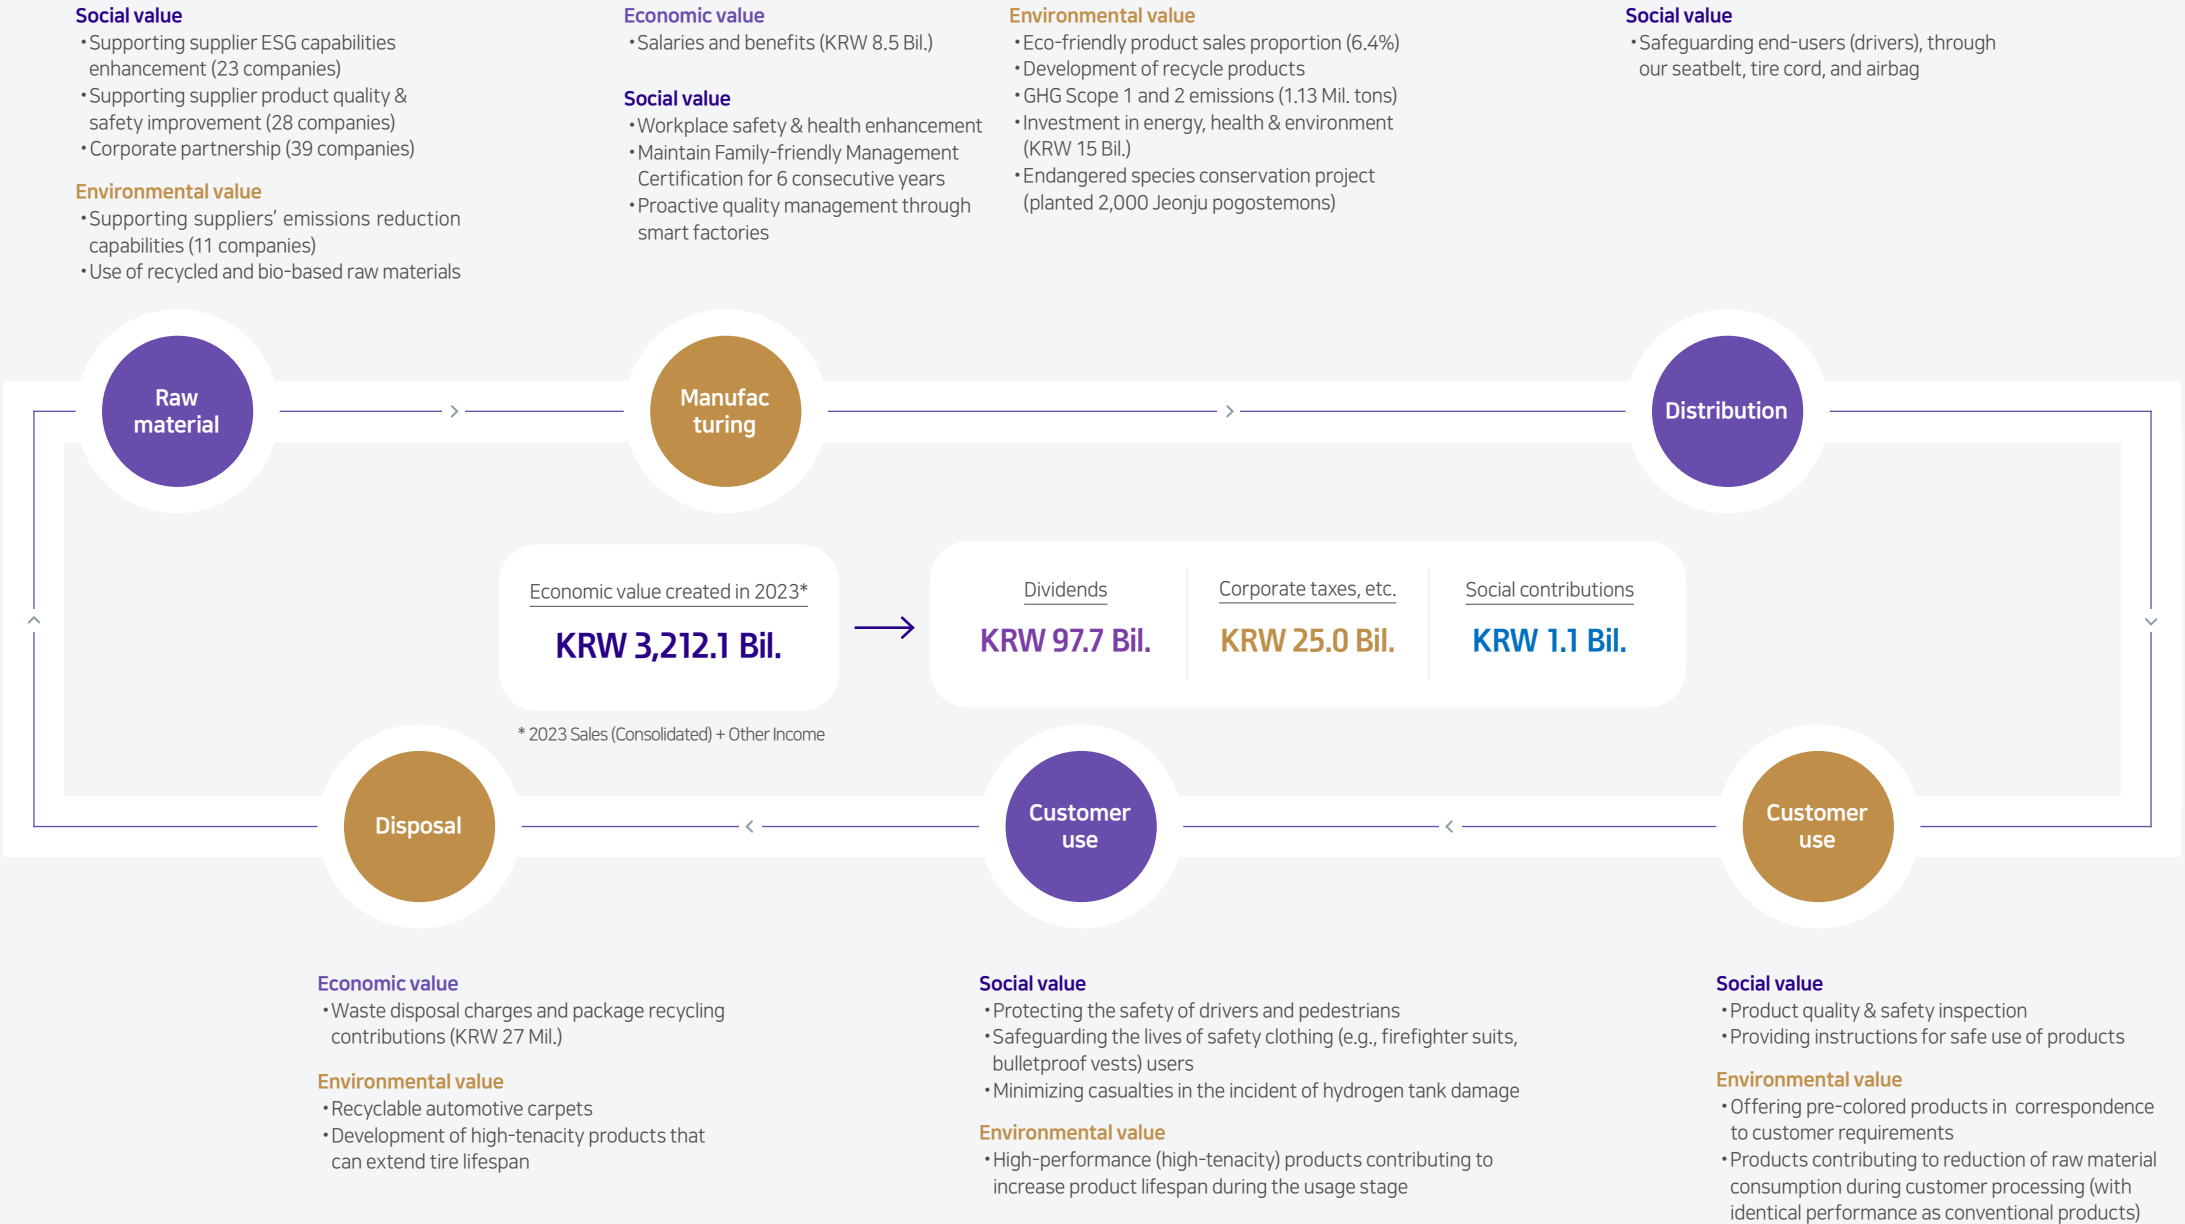 Social value
• Supporting supplier ESG capabilities
enhancement (23 companies)
• Supporting supplier product quality &
safety improvement (28 companies)
• Corporate partnership (39 companies)
Environmental value
• Supporting suppliers’ emissions reduction
capabilities (11 companies)
• Use of recycled and bio-based raw materials
Economic value
• Salaries and benefits (KRW 8.5 Bil.)
Social value
• Workplace safety & health enhancement
• Maintain Family-friendly Management
Certification for 6 consecutive years
• Proactive quality management through
smart factories
Environmental value
• Eco-friendly product sales proportion (6.4%)
• Development of recycle products
• GHG Scope 1 and 2 emissions (1.13 Mil. tons)
• Investment in energy, health & environment
(KRW 15 Bil.)
• Endangered species conservation project
(planted 2,000 Jeonju pogostemons)
Social value
• Safeguarding end-users (drivers), through
our seatbelt, tire cord, and airbag
Raw
material
Manufac
turing
Distribution
Economic value created in 2023*
KRW 3,212.1 Bil.
* 2023 Sales (Consolidated) + Other Income
Dividends
KRW 97.7 Bil.
Corporate taxes, etc.
KRW 25.0 Bil.
Social contributions
KRW 1.1 Bil.
Disposal
Customer
use
Customer
use
Economic value
• Waste disposal charges and package recycling
contributions (KRW 27 Mil.)
Environmental value
• Recyclable automotive carpets
• Development of high-tenacity products that
can extend tire lifespan
Social value
• Protecting the safety of drivers and pedestrians
• Safeguarding the lives of safety clothing (e.g., firefighter suits,
bulletproof vests) users
• Minimizing casualties in the incident of hydrogen tank damage
Environmental value
• High-performance (high-tenacity) products contributing to
increase product lifespan during the usage stage
Social value
• Product quality & safety inspection
• Providing instructions for safe use of products
Environmental value
• Offering pre-colored products in correspondence
to customer requirements
• Products contributing to reduction of raw material
consumption during customer processing (with
identical performance as conventional products)